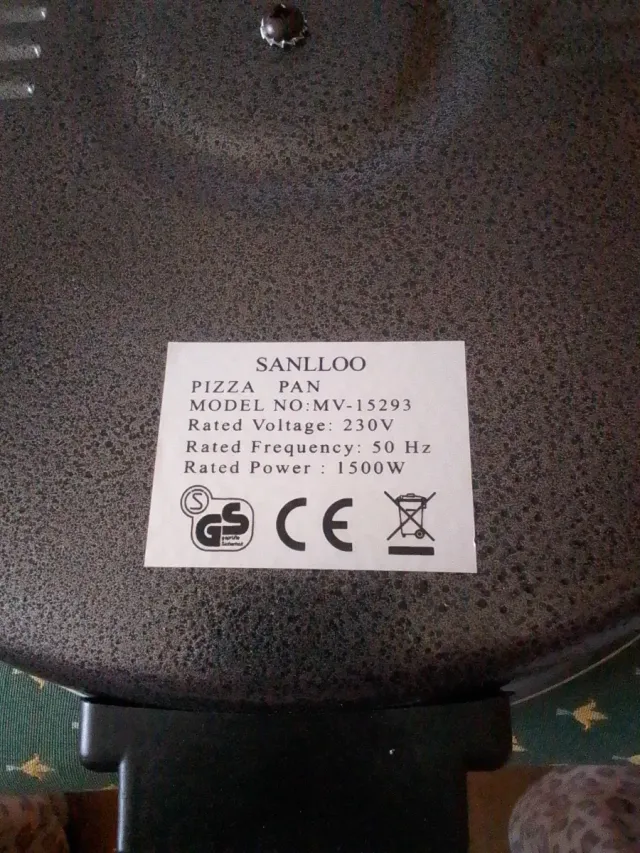 SANLLOO
PIZZA PAN
MODEL NO:MV-15293
Rated Voltage: 230V
Rated Frequency: 50 Hz
Rated Power : 1500W
S
GS
CE